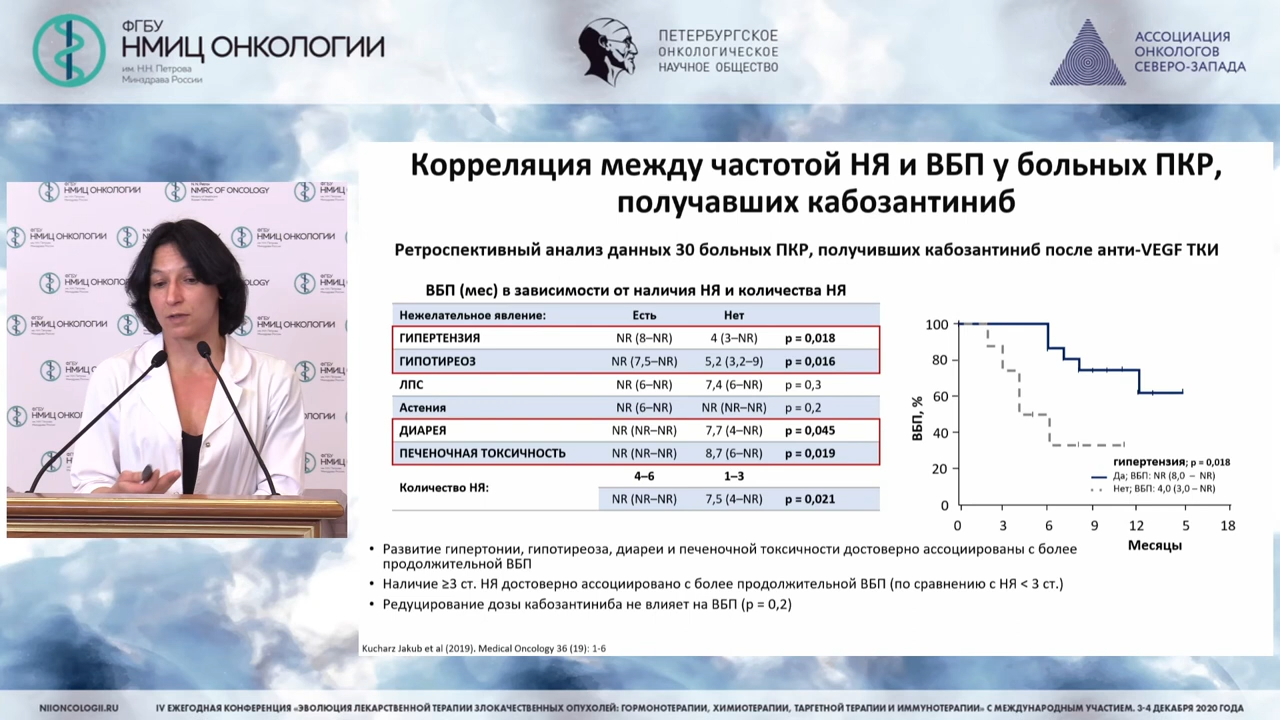 ФГБУ
НМИЦ ОНКОЛОГИИ
им. Н.Н. Петрова
Минздрава России
ПЕТЕРБУРГСКОЕ
ОНКОЛОГИЧЕСКОЕ
НАУЧНОЕ ОБЩЕСТВО
АССОЦИАЦИЯ
ОНКОЛОГОВ
СЕВЕРО-ЗАПАДА
НМИЦ ОНКОЛОГИИ
NMRC OF ONCOLOGY
НМИЦ ОНКОЛОГИИ
Корреляция между частотой НЯ и ВБП у больных ПКР,
получавших кабозантиниб
Ретроспективный анализ данных 30 больных ПКР, получивших кабозантиниб после анти-VEGF ТКИ
ВБП (мес) в зависимости от наличия НЯ и количества НЯ
Нежелательное явление: Есть Нет
ГИПЕРТЕНЗИЯ NR (8–NR) 4 (3–NR) p = 0,018
ГИПОТИРЕОЗ NR (7,5–NR) 5,2 (3,2–9) p = 0,016
ЛПС NR (6–NR) 7,4 (6–NR) p = 0,3
Астения NR (6–NR) NR (NR–NR) p = 0,2
ДИАРЕЯ NR (NR–NR) 7,7 (4–NR) p = 0,045
ПЕЧЕНОЧНАЯ ТОКСИЧНОСТЬ NR (NR–NR) 8,7 (6–NR) p = 0,019
Количество НЯ: 4–6 1–3
NR (NR–NR) 7,5 (4–NR) p = 0,021
ВБП, %
100
80
60
40
20
0
0 3 6 9 12 5 18
Месяцы
гипертензия; p = 0,018
Да; ВБП: NR (8,0 – NR)
Нет; ВБП: 4,0 (3,0 – NR)
• Развитие гипертонии, гипотиреоза, диареи и печеночной токсичности достоверно ассоциированы с более
продолжительной ВБП
• Наличие ≥3 ст. НЯ достоверно ассоциировано с более продолжительной ВБП (по сравнению с НЯ < 3 ст.)
• Редуцирование дозы кабозантиниба не влияет на ВБП (p = 0,2)
Kucharz Jakub et al (2019). Medical Oncology 36 (19): 1-6
NIIONCOLOGII.RU
IV ЕЖЕГОДНАЯ КОНФЕРЕНЦИЯ «ЭВОЛЮЦИЯ ЛЕКАРСТВЕННОЙ ТЕРАПИИ ЗЛОКАЧЕСТВЕННЫХ ОПУХОЛЕЙ: ГОРМОНОТЕРАПИИ, ХИМИОТЕРАПИИ, ТАРГЕТНОЙ ТЕРАПИИ И ИММУНОТЕРАПИИ» С МЕЖДУНАРОДНЫМ УЧАСТИЕМ. 3-4 ДЕКАБРЯ 2020 ГОДА